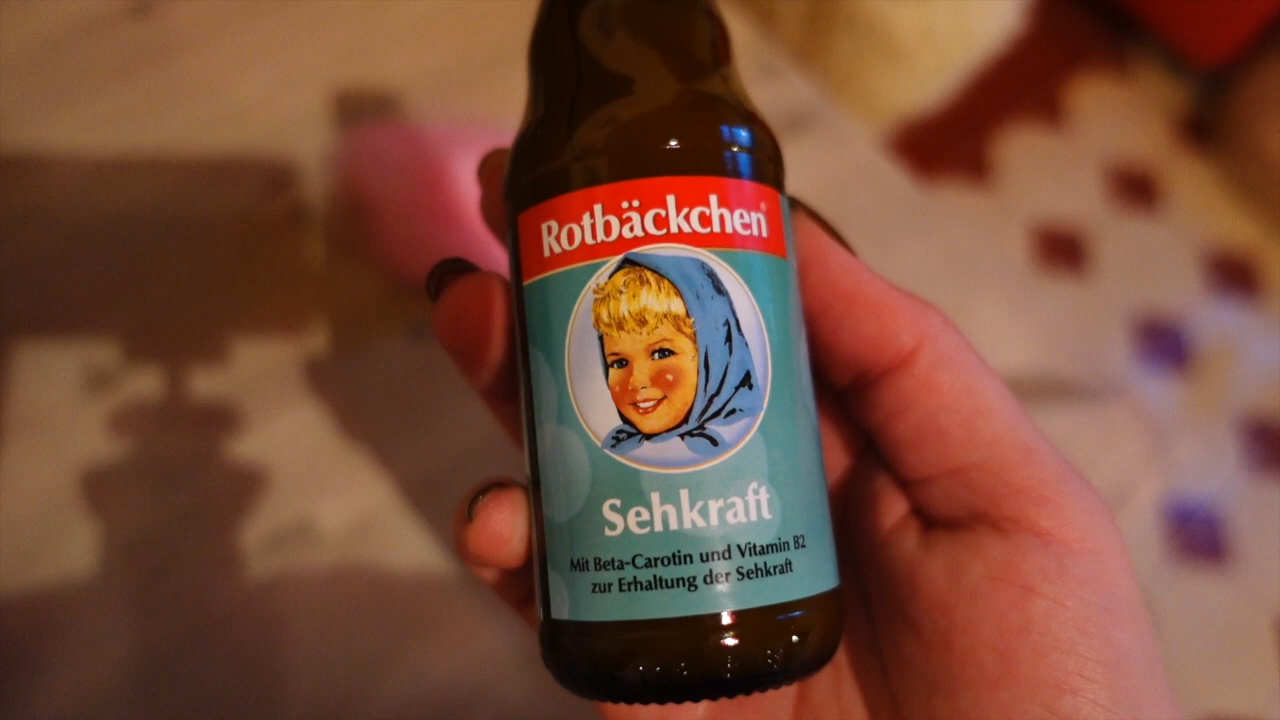 Rotbäckchen
Sehkraft
Mit Beta-Carotin und Vitamin B2
zur Erhaltung der Sehkraft